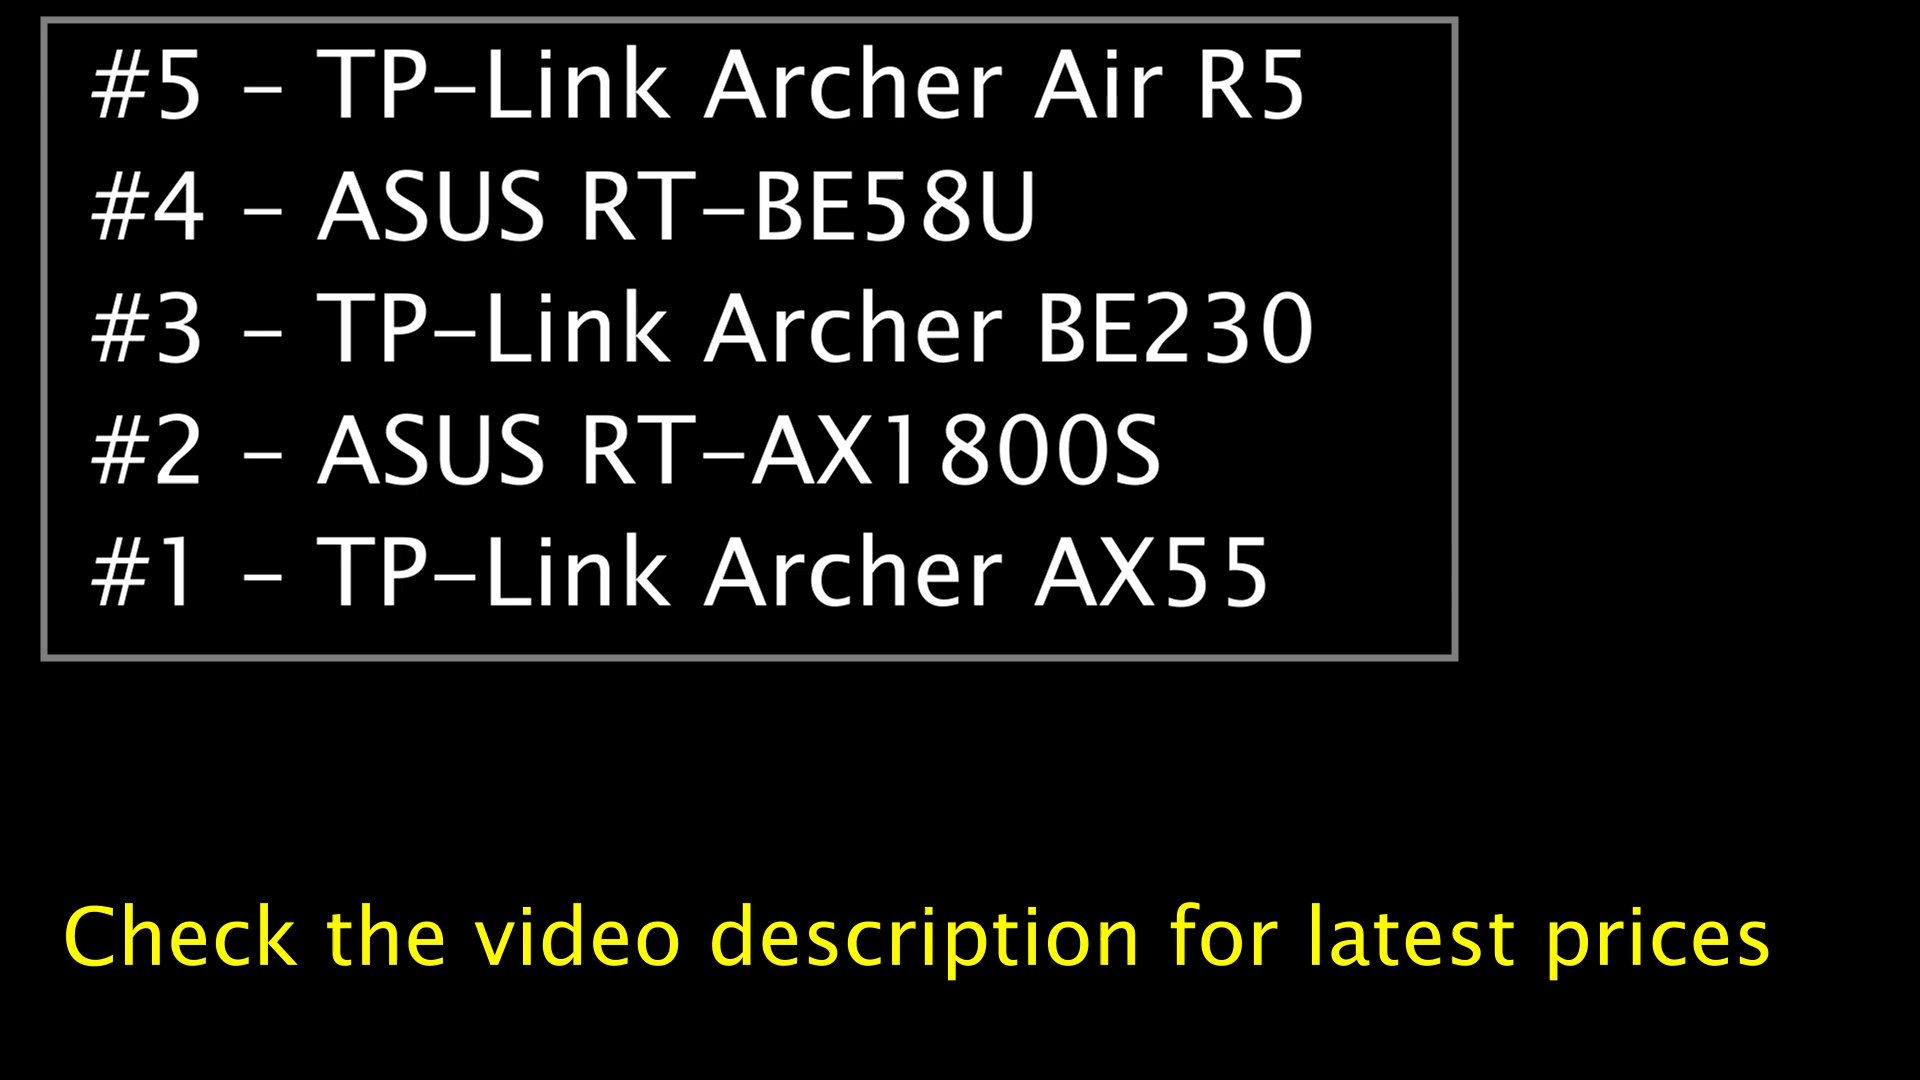 #5 - TP-Link Archer Air R5
#4 - ASUS RT-BE58U
#3 - TP-Link Archer BE230
#2 - ASUS RT-AX1800S
#1 - TP-Link Archer AX55
Check the video description for latest prices